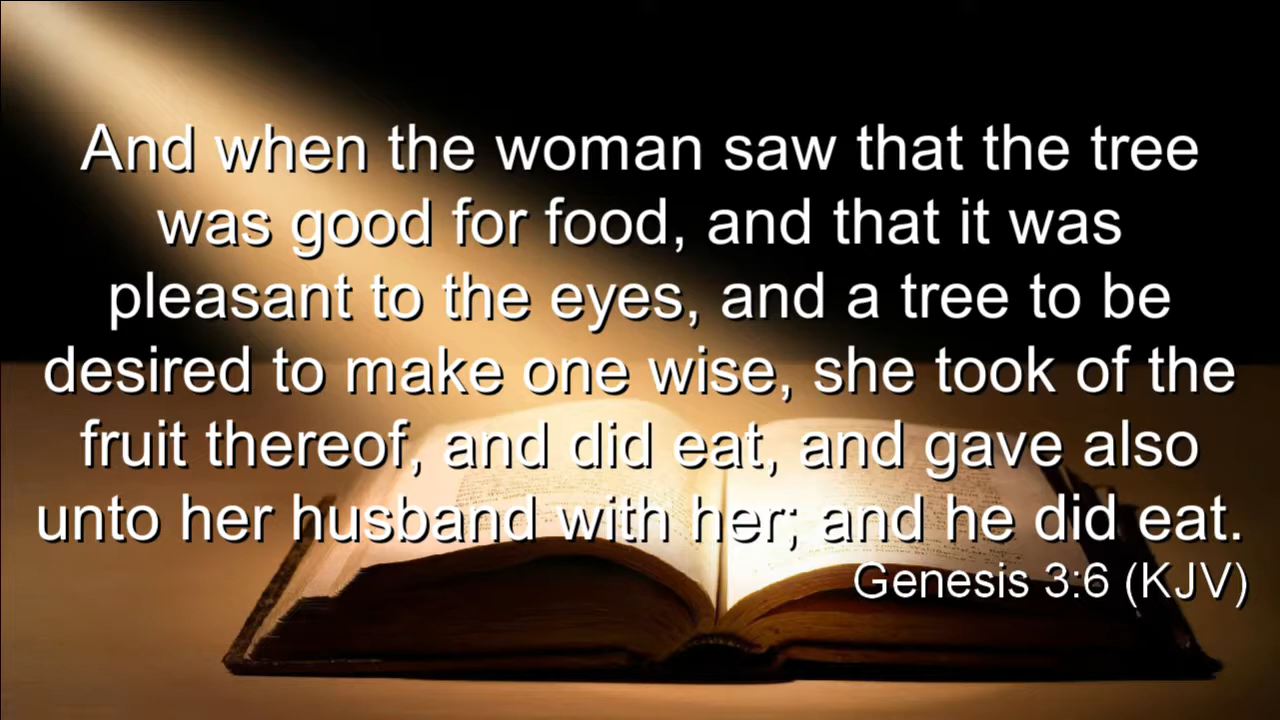 And when the woman saw that the tree
was good for food, and that it was
pleasant to the eyes, and a tree to be
desired to make one wise, she took of the
fruit thereof, and did eat, and gave also
unto her husband with her; and he did eat.
Genesis 3:6 (KJV)